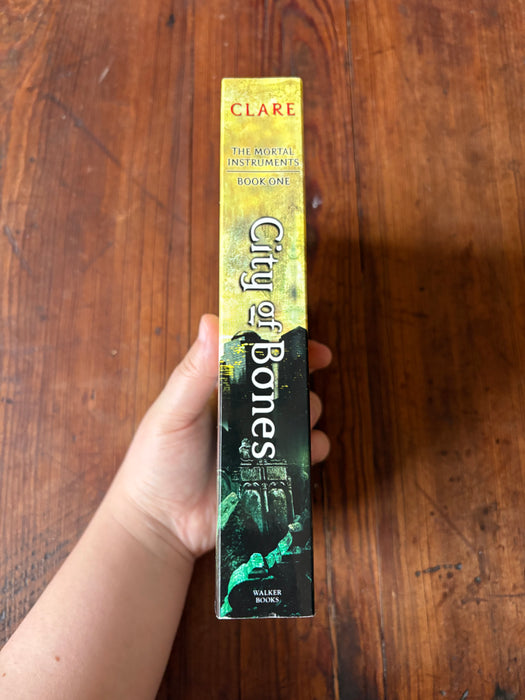 CLARE
THE MORTAL
INSTRUMENTS
BOOK ONE
City of Bones
WALKER
BOOKS